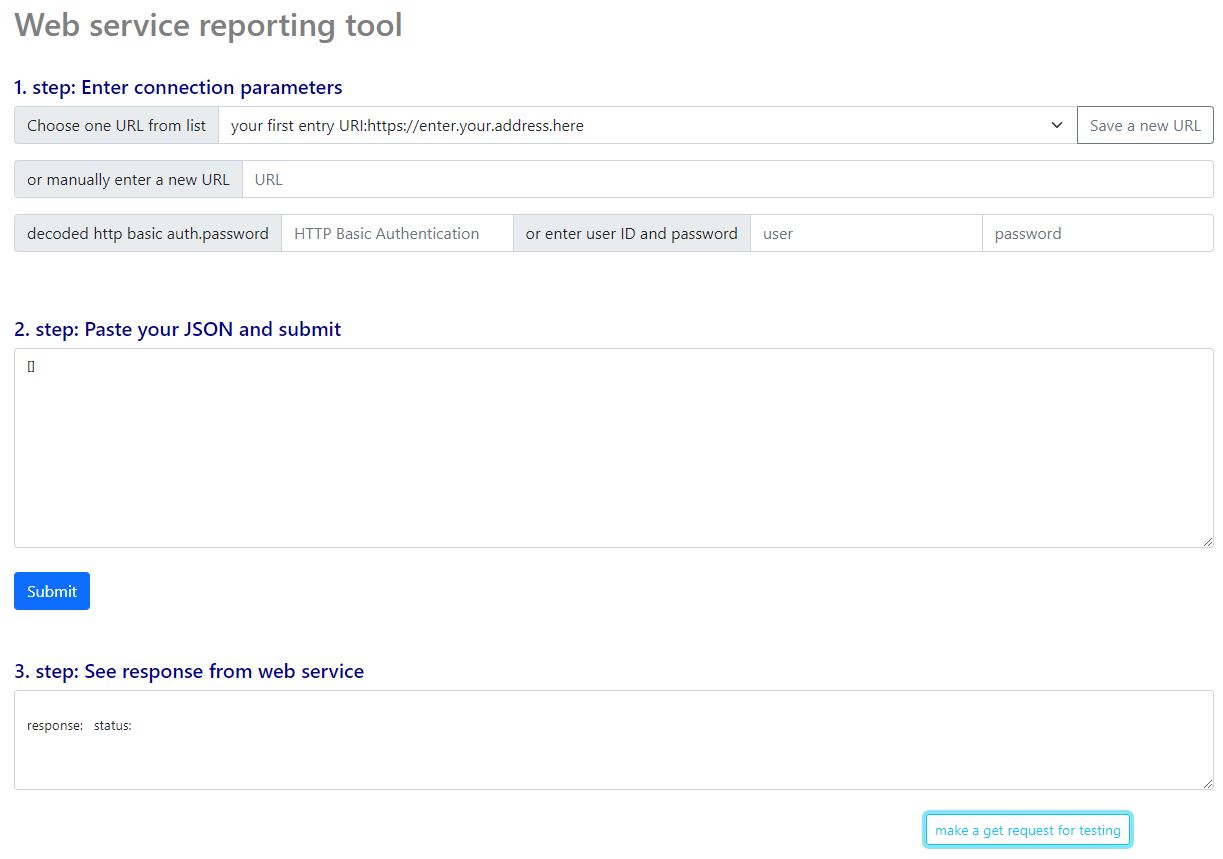 Web service reporting tool
1. step: Enter connection parameters
Choose one URL from list your first entry URI:https://enter.your.address.here Save a new URL
or manually enter a new URL URL
decoded http basic auth.password HTTP Basic Authentication or enter user ID and password user password
2. step: Paste your JSON and submit
[]
Submit
3. step: See response from web service
response: status:
make a get request for testing